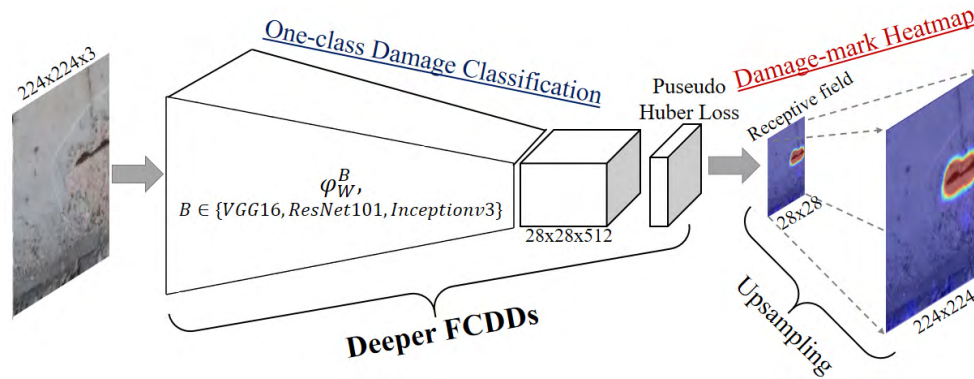 224x224x3
One-class Damage Classification
φ_W^B,
B ∈ {VGG16, ResNet101, Inceptionv3}
28x28x512
Deeper FCDDs
Puseudo
Huber Loss
Damage-mark Heatmap
Receptive field
28x28
Upsampling
224x224